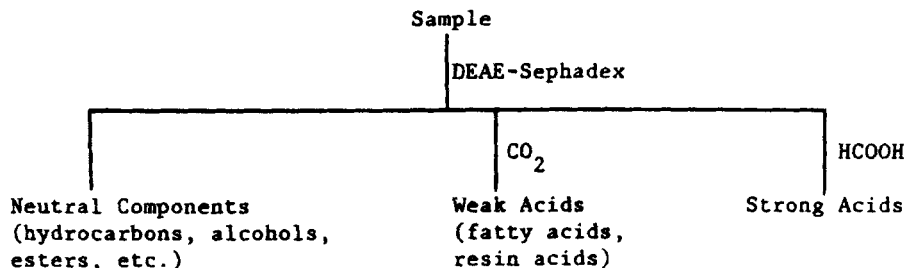 Sample
DEAE-Sephadex
CO2
HCOOH
Neutral Components
(hydrocarbons, alcohols,
esters, etc.)
Weak Acids
(fatty acids,
resin acids)
Strong Acids